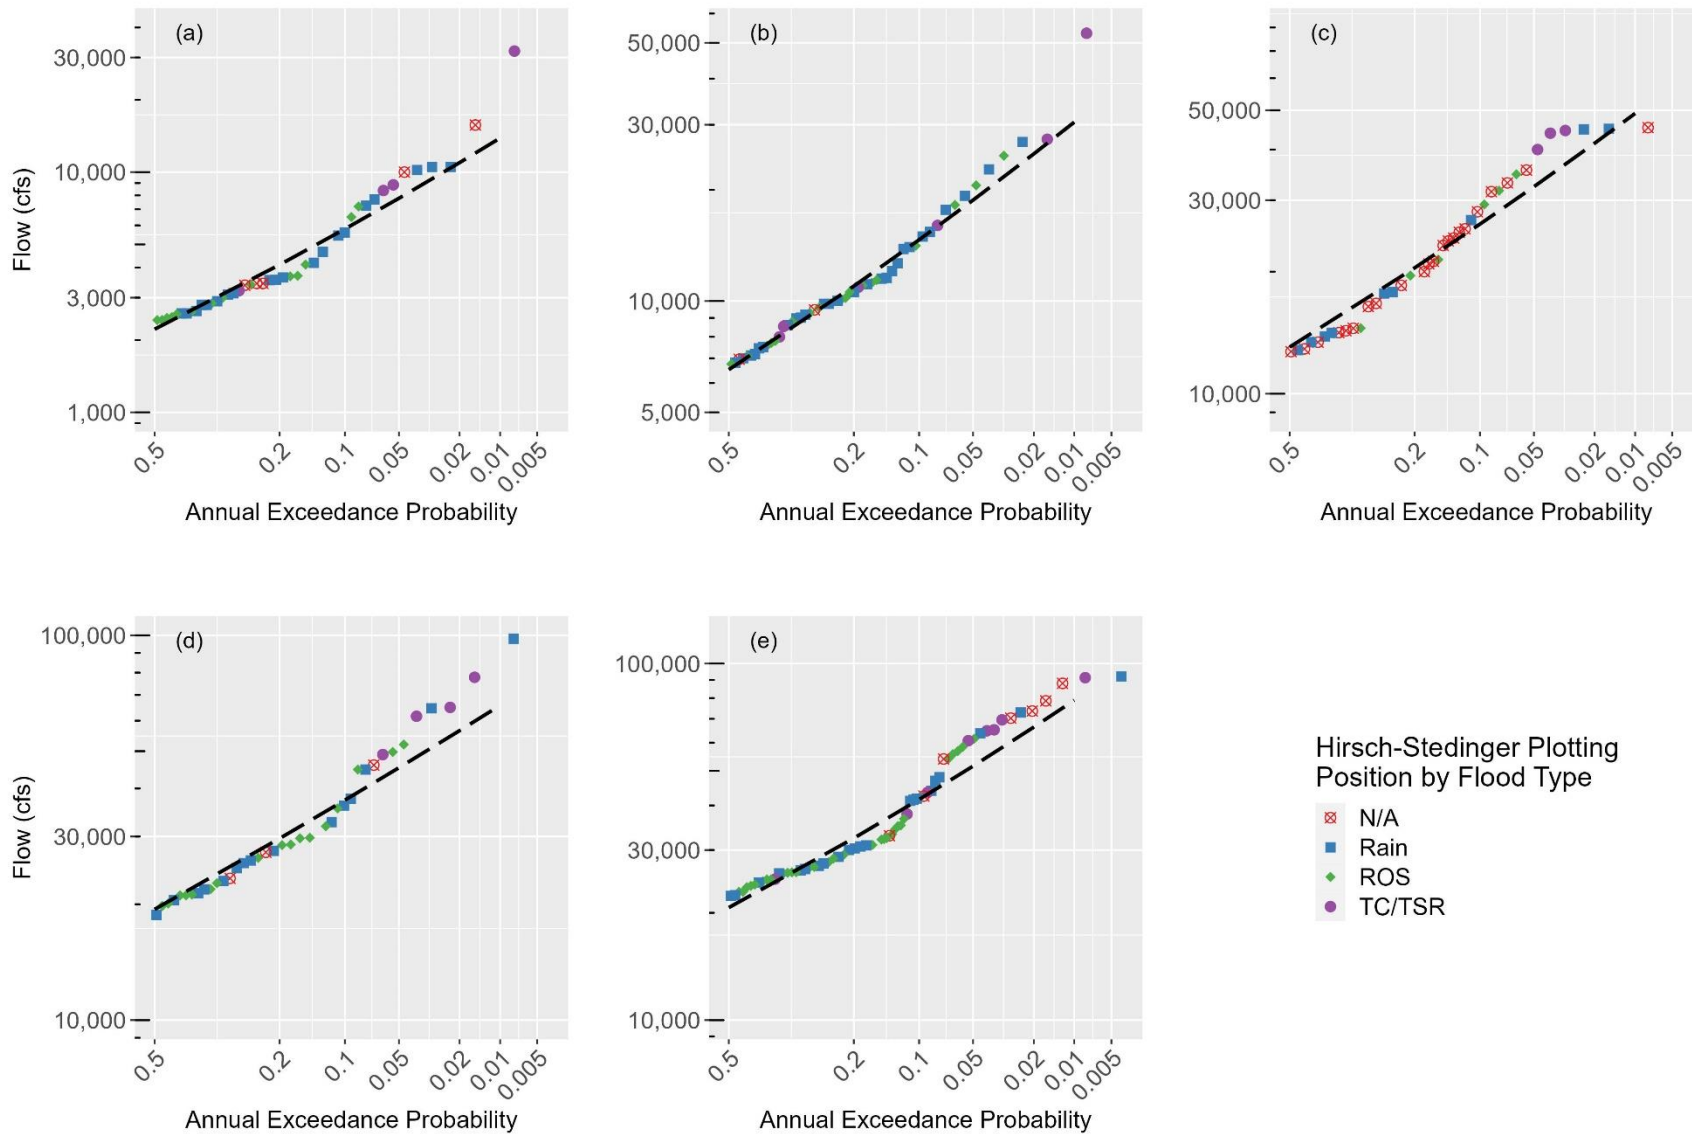 (a)
30,000
10,000
3,000
1,000
Flow (cfs)
0.5
0.2
0.1
0.05
0.02
0.01
0.005
Annual Exceedance Probability
(b)
50,000
30,000
10,000
5,000
0.5
0.2
0.1
0.05
0.02
0.01
0.005
Annual Exceedance Probability
(c)
50,000
30,000
10,000
0.5
0.2
0.1
0.05
0.02
0.01
0.005
Annual Exceedance Probability
(d)
100,000
30,000
10,000
Flow (cfs)
0.5
0.2
0.1
0.05
0.02
0.01
0.005
Annual Exceedance Probability
(e)
100,000
30,000
10,000
0.5
0.2
0.1
0.05
0.02
0.01
0.005
Annual Exceedance Probability
Hirsch-Stedinger Plotting
Position by Flood Type
N/A
Rain
ROS
TC/TSR